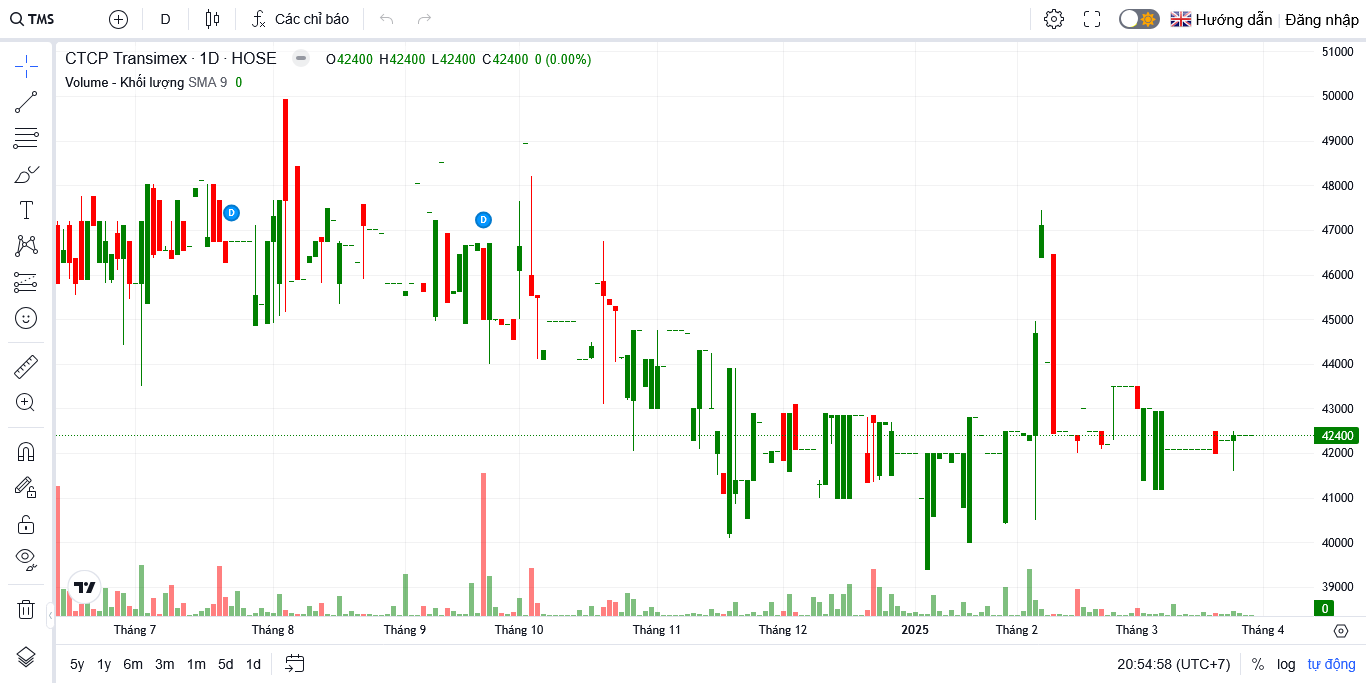 TMS D Các chỉ báo Hướng dẫn Đăng nhập
CTCP Transimex · 1D · HOSE O42400 H42400 L42400 C42400 0 (0.00%)
Volume - Khối lượng SMA 9 0
51000
50000
49000
48000
47000
46000
45000
44000
43000
42400
42000
41000
40000
39000
0
D
D
Tháng 7 Tháng 8 Tháng 9 Tháng 10 Tháng 11 Tháng 12 2025 Tháng 2 Tháng 3 Tháng 4
5y 1y 6m 3m 1m 5d 1d 20:54:58 (UTC+7) % log tự động